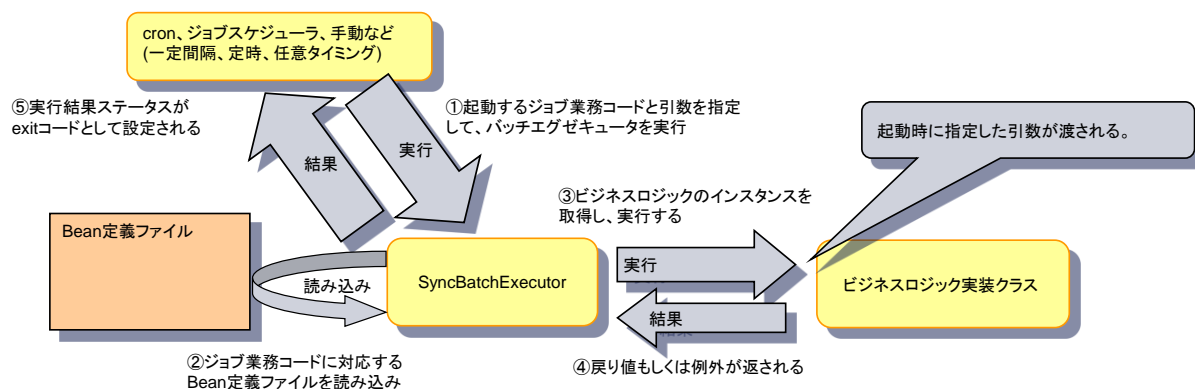 cron、ジョブスケジューラ、手動など
(一定間隔、定時、任意タイミング)
⑤実行結果ステータスが
exitコードとして設定される
①起動するジョブ業務コードと引数を指定
して、バッチエグゼキュータを実行
起動時に指定した引数が渡される。
結果
実行
③ビジネスロジックのインスタンスを
取得し、実行する
Bean定義ファイル
読み込み
SyncBatchExecutor
実行
結果
ビジネスロジック実装クラス
②ジョブ業務コードに対応する
Bean定義ファイルを読み込み
④戻り値もしくは例外が返される